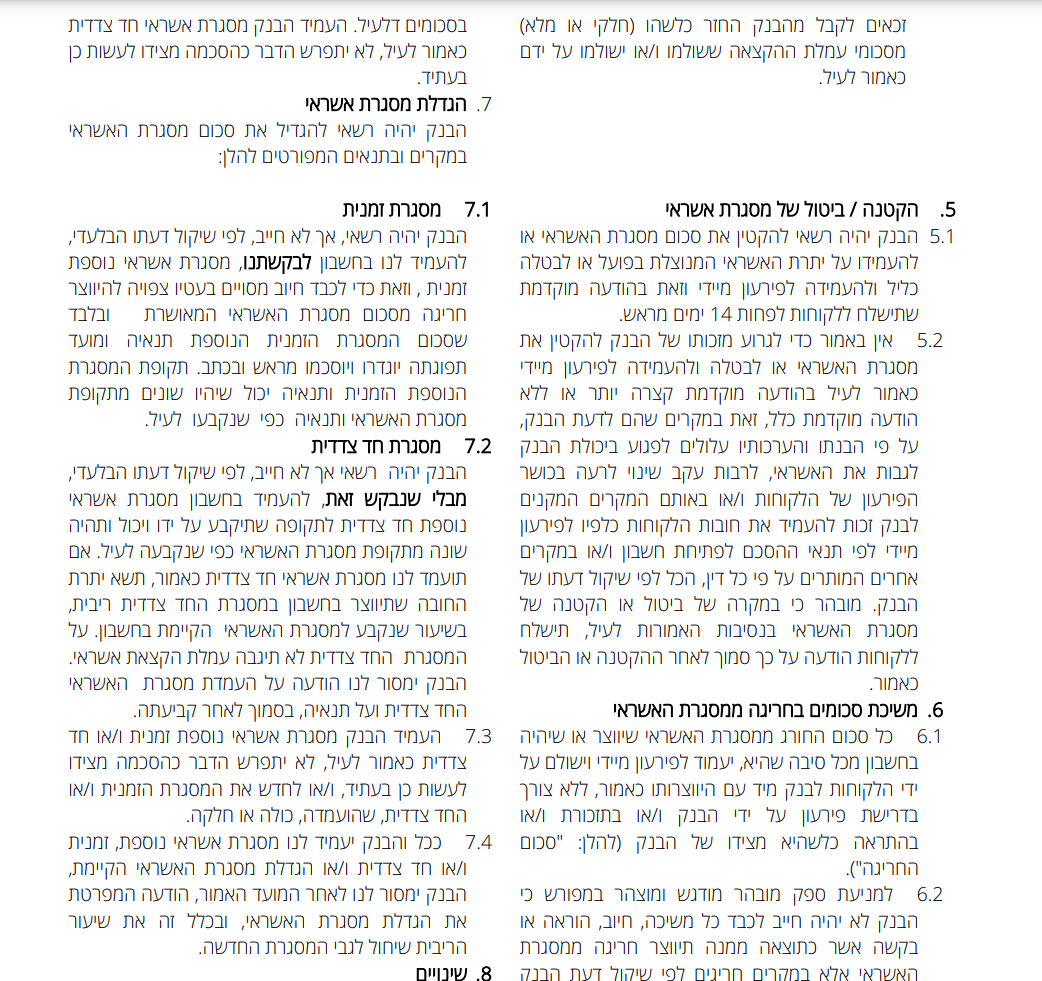 זכאים לקבל מהבנק החזר כלשהו (חלקי או מלא)
מסכומי עמלת ההקצאה ששולמו ו/או ישולמו על ידם
כאמור לעיל.
5. הקטנה / ביטול של מסגרת אשראי
5.1 הבנק יהיה רשאי להקטין את סכום מסגרת האשראי או
להעמידו על יתרת האשראי המנוצלת בפועל או לבטלה
כליל ולהעמידה לפירעון מיידי וזאת בהודעה מוקדמת
שתישלח ללקוחות לפחות 14 ימים מראש.
5.2 אין באמור כדי לגרוע מזכותו של הבנק להקטין את
מסגרת האשראי או לבטלה ולהעמידה לפירעון מיידי
כאמור לעיל בהודעה מוקדמת קצרה יותר או ללא
הודעה מוקדמת כלל, זאת במקרים שהם לדעת הבנק,
על פי הבנתו והערכותיו עלולים לפגוע ביכולת הבנק
לגבות את האשראי, לרבות עקב שינוי לרעה בכושר
הפירעון של הלקוחות ו/או באותם המקרים המקנים
לבנק זכות להעמיד את חובות הלקוחות כלפיו לפירעון
מיידי לפי תנאי ההסכם לפתיחת חשבון ו/או במקרים
אחרים המותרים על פי כל דין, הכל לפי שיקול דעתו של
הבנק. מובהר כי במקרה של ביטול או הקטנה של
מסגרת האשראי בנסיבות האמורות לעיל, תישלח
ללקוחות הודעה על כך סמוך לאחר ההקטנה או הביטול
כאמור.
6. משיכת סכומים בחריגה ממסגרת האשראי
6.1 כל סכום החורג ממסגרת האשראי שיווצר או שיהיה
בחשבון מכל סיבה שהיא, יעמוד לפירעון מיידי וישולם על
ידי הלקוחות לבנק מיד עם היווצרותו כאמור, ללא צורך
בדרישת פירעון על ידי הבנק ו/או בתזכורת ו/או
בהתראה כלשהיא מצידו של הבנק (להלן: "סכום
החריגה").
6.2 למניעת ספק מובהר מודגש ומוצהר במפורש כי
הבנק לא יהיה חייב לכבד כל משיכה, חיוב, הוראה או
בקשה אשר כתוצאה ממנה תיווצר חריגה ממסגרת
האשראי אלא במקרים חריגים לפי שיקול דעת הבנק
בסכומים דלעיל. העמיד הבנק מסגרת אשראי חד צדדית
כאמור לעיל, לא יתפרש הדבר כהסכמה מצידו לעשות כן
בעתיד.
7. הגדלת מסגרת אשראי
הבנק יהיה רשאי להגדיל את סכום מסגרת האשראי
במקרים ובתנאים המפורטים להלן:
7.1 מסגרת זמנית
הבנק יהיה רשאי, אך לא חייב, לפי שיקול דעתו הבלעדי,
להעמיד לנו בחשבון לבקשתנו, מסגרת אשראי נוספת
זמנית , וזאת כדי לכבד חיוב מסויים בעטיו צפויה להיווצר
חריגה מסכום מסגרת האשראי המאושרת ובלבד
שסכום המסגרת הזמנית הנוספת תנאיה ומועד
תפוגתה יוגדרו ויוסכמו מראש ובכתב. תקופת המסגרת
הנוספת הזמנית ותנאיה יכול שיהיו שונים מתקופת
מסגרת האשראי ותנאיה כפי שנקבעו לעיל.
7.2 מסגרת חד צדדית
הבנק יהיה רשאי אך לא חייב, לפי שיקול דעתו הבלעדי,
מבלי שנבקש זאת, להעמיד בחשבון מסגרת אשראי
נוספת חד צדדית לתקופה שתיקבע על ידו ויכול ותהיה
שונה מתקופת מסגרת האשראי כפי שנקבעה לעיל. אם
תועמד לנו מסגרת אשראי חד צדדית כאמור, תשא יתרת
החובה שתיווצר בחשבון במסגרת החד צדדית ריבית,
בשיעור שנקבע למסגרת האשראי הקיימת בחשבון. על
המסגרת החד צדדית לא תיגבה עמלת הקצאת אשראי.
הבנק ימסור לנו הודעה על העמדת מסגרת האשראי
החד צדדית ועל תנאיה, בסמוך לאחר קביעתה.
7.3 העמיד הבנק מסגרת אשראי נוספת זמנית ו/או חד
צדדית כאמור לעיל, לא יתפרש הדבר כהסכמה מצידו
לעשות כן בעתיד, ו/או לחדש את המסגרת הזמנית ו/או
החד צדדית, שהועמדה, כולה או חלקה.
7.4 ככל והבנק יעמיד לנו מסגרת אשראי נוספת, זמנית
ו/או חד צדדית ו/או הגדלת מסגרת האשראי הקיימת,
הבנק ימסור לנו לאחר המועד האמור, הודעה המפרטת
את הגדלת מסגרת האשראי, ובכלל זה את שיעור
הריבית שיחול לגבי המסגרת החדשה.
8. שינויים